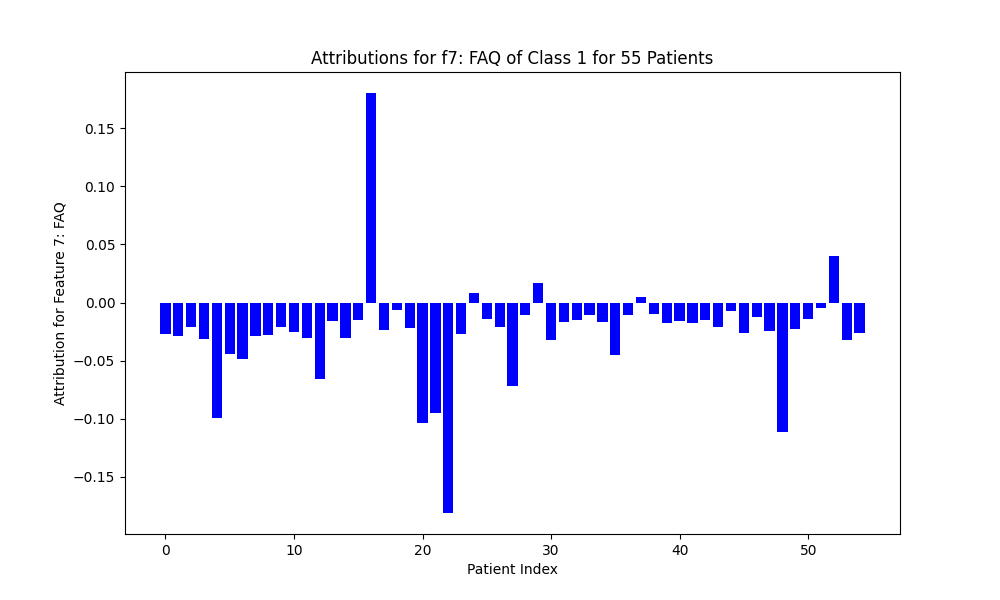 Attributions for f7: FAQ of Class 1 for 55 Patients
Attribution for Feature 7: FAQ
0.15
0.10
0.05
0.00
−0.05
−0.10
−0.15
0 10 20 30 40 50
Patient Index